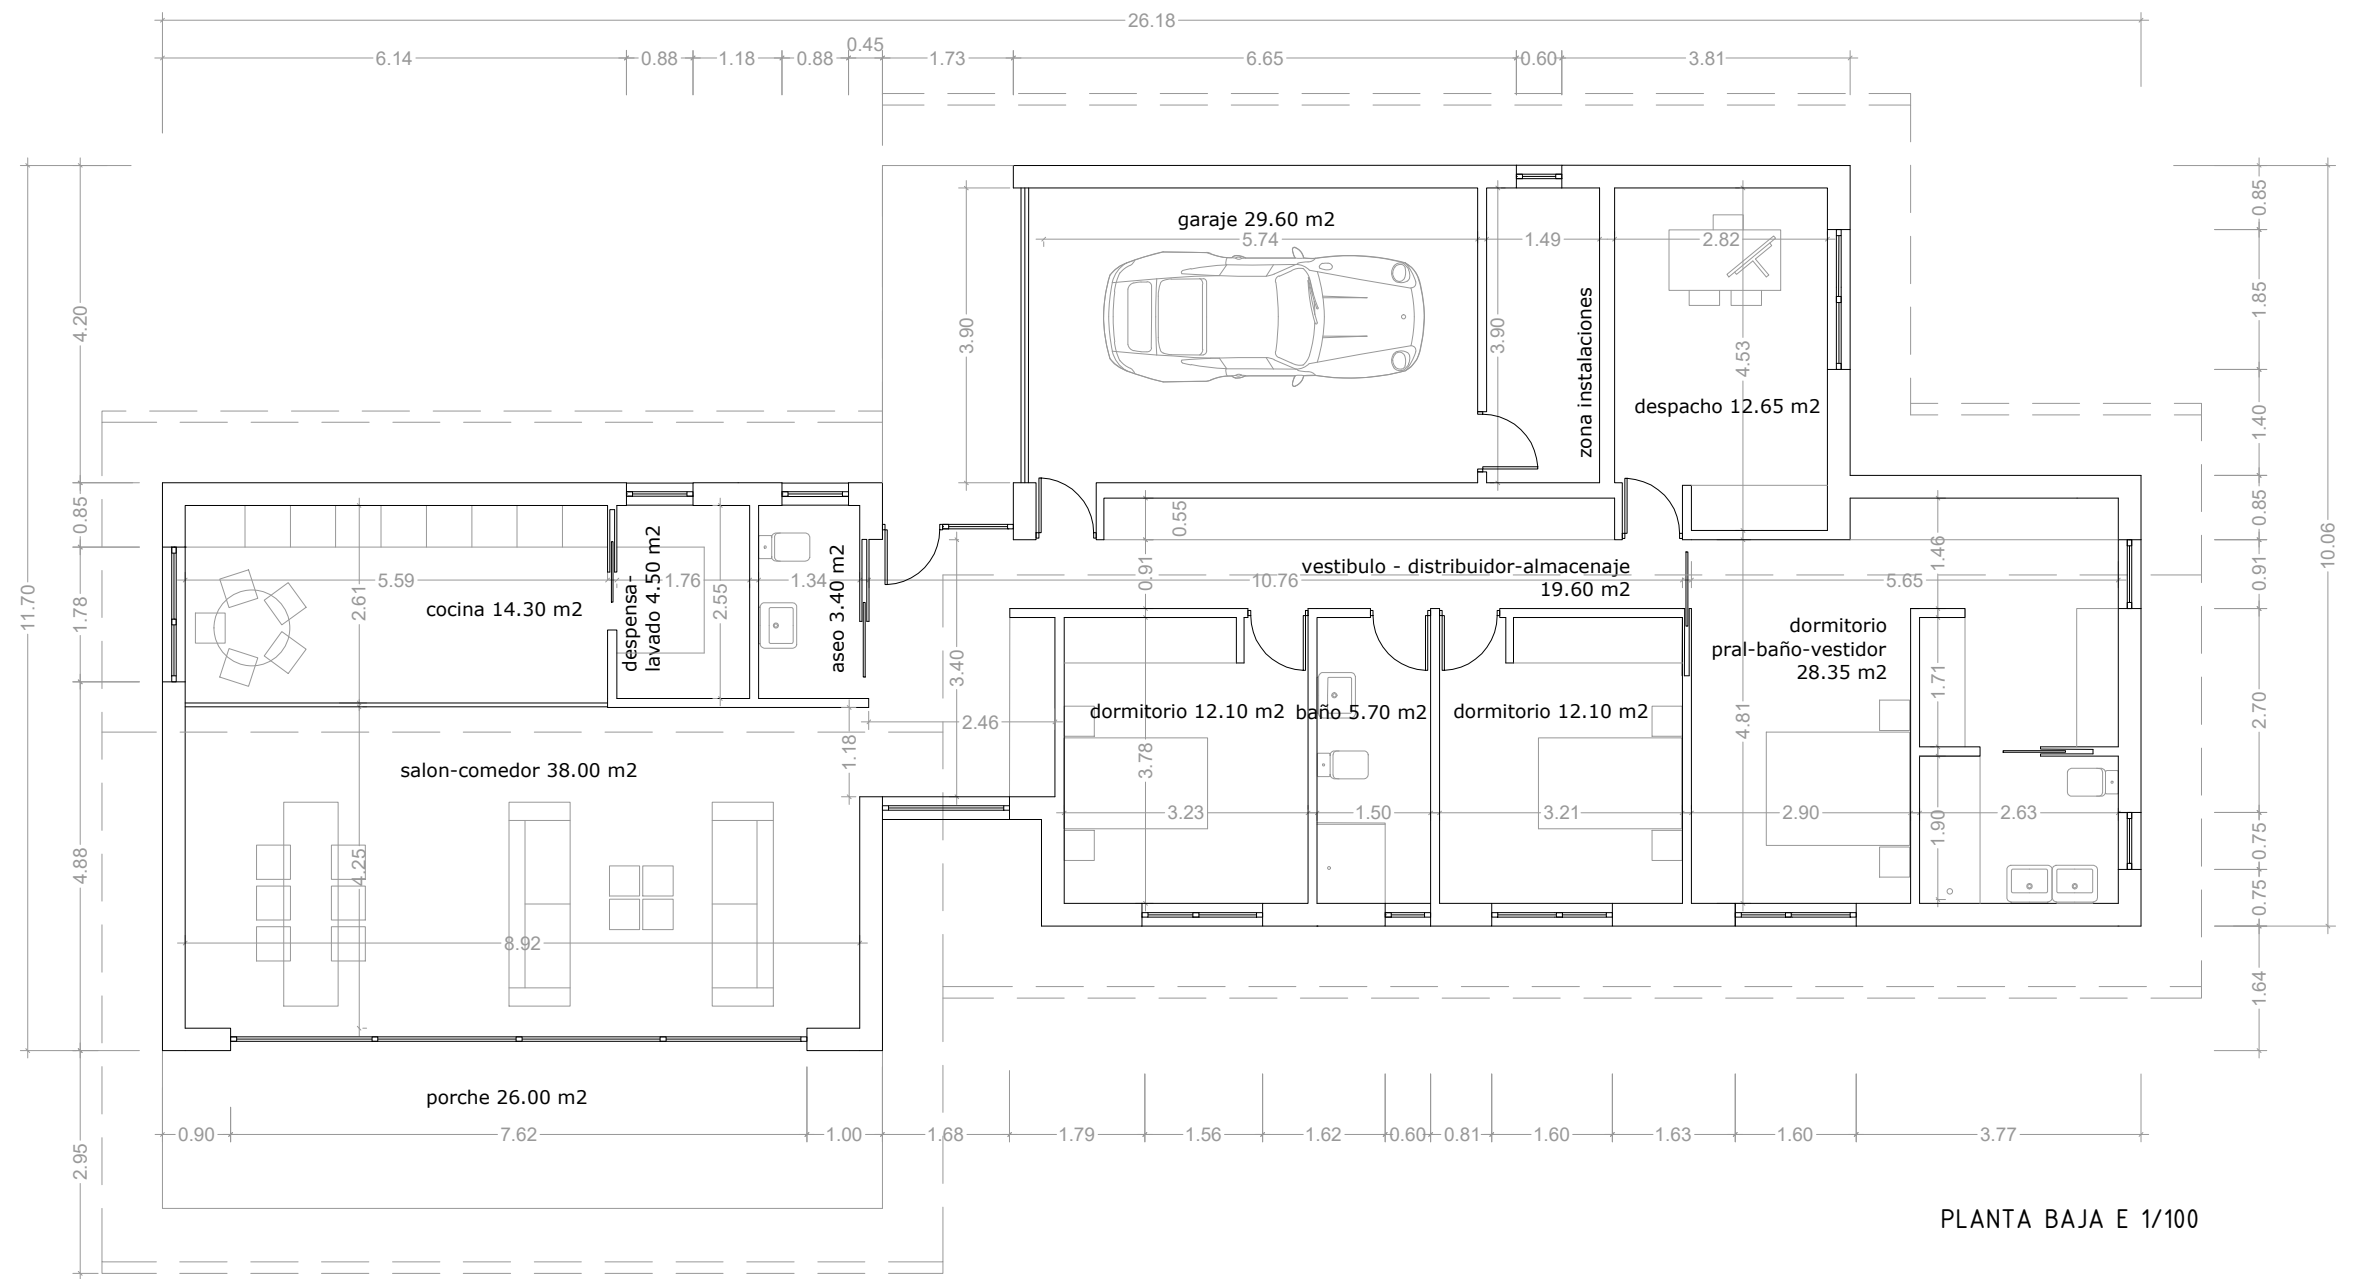 26.18
6.14 0.88 1.18 0.88 0.45 1.73 6.65 0.60 3.81
garaje 29.60 m2
5.74 1.49 2.82
3.90
3.90
zona instalaciones
4.53
despacho 12.65 m2
0.85
1.85
1.40
0.85
0.91
2.70
0.75
0.75
1.64
10.06
11.70
4.20
0.85
1.78
4.88
2.95
5.59
2.61
cocina 14.30 m2
despensa-
lavado 4.50 m2
1.76
2.55
1.34
aseo 3.40 m2
0.55
0.91
10.76
vestibulo - distribuidor-almacenaje
19.60 m2
5.65
1.46
3.40
2.46
1.18
dormitorio
pral-baño-vestidor
28.35 m2
1.71
4.81
1.90
dormitorio 12.10 m2
baño 5.70 m2
dormitorio 12.10 m2
3.78
3.23 1.50 3.21 2.90 2.63
salon-comedor 38.00 m2
4.25
8.92
porche 26.00 m2
0.90 7.62 1.00 1.68 1.79 1.56 1.62 0.60 0.81 1.60 1.63 1.60 3.77
PLANTA BAJA E 1/100